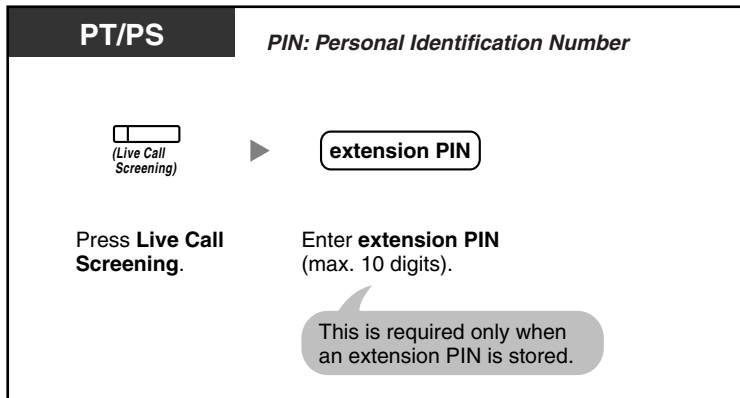 PT/PS
PIN: Personal Identification Number
(Live Call
Screening)
extension PIN
Press Live Call
Screening.
Enter extension PIN
(max. 10 digits).
This is required only when
an extension PIN is stored.